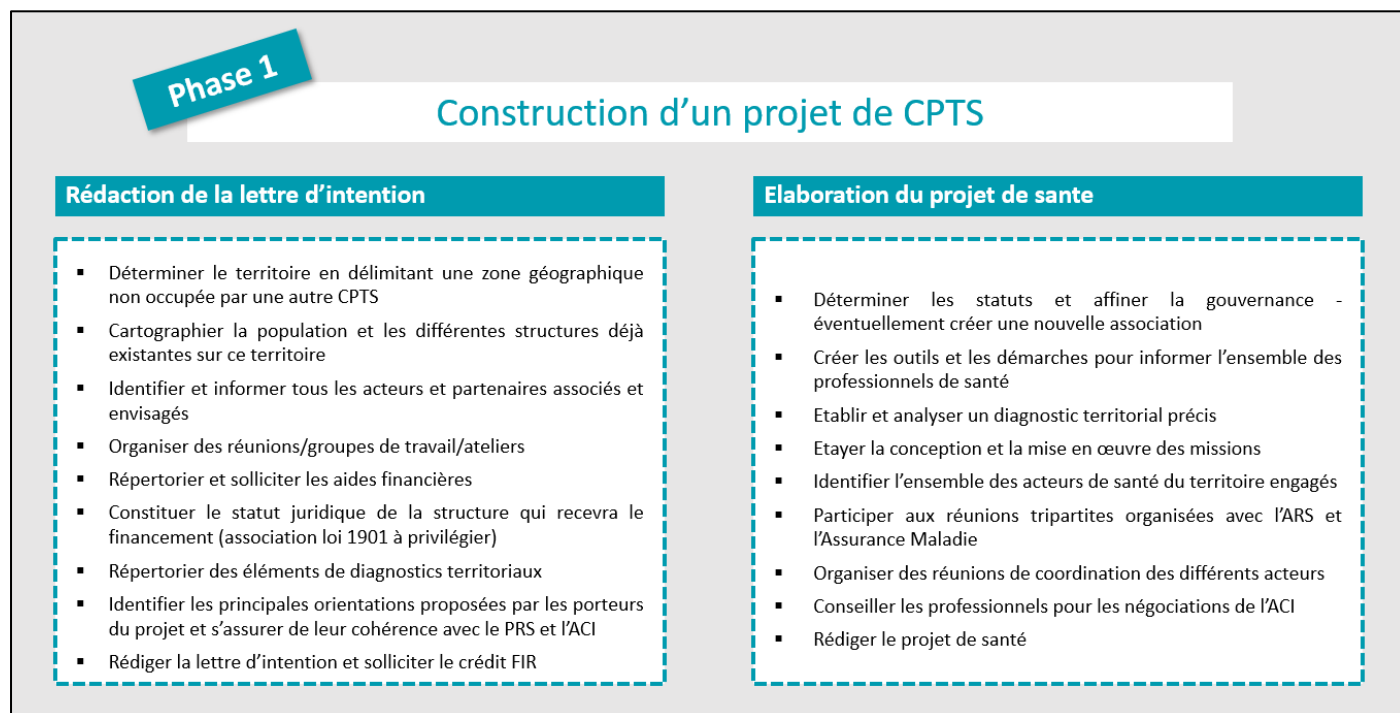 Phase 1
Construction d’un projet de CPTS
Rédaction de la lettre d’intention
▪ Déterminer le territoire en délimitant une zone géographique
non occupée par une autre CPTS
▪ Cartographier la population et les différentes structures déjà
existantes sur ce territoire
▪ Identifier et informer tous les acteurs et partenaires associés et
envisagés
▪ Organiser des réunions/groupes de travail/ateliers
▪ Répertorier et solliciter les aides financières
▪ Constituer le statut juridique de la structure qui recevra le
financement (association loi 1901 à privilégier)
▪ Répertorier des éléments de diagnostics territoriaux
▪ Identifier les principales orientations proposées par les porteurs
du projet et s’assurer de leur cohérence avec le PRS et l’ACI
▪ Rédiger la lettre d’intention et solliciter le crédit FIR
Elaboration du projet de sante
▪ Déterminer les statuts et affiner la gouvernance -
éventuellement créer une nouvelle association
▪ Créer les outils et les démarches pour informer l’ensemble des
professionnels de santé
▪ Etablir et analyser un diagnostic territorial précis
▪ Etayer la conception et la mise en œuvre des missions
▪ Identifier l’ensemble des acteurs de santé du territoire engagés
▪ Participer aux réunions tripartites organisées avec l’ARS et
l’Assurance Maladie
▪ Organiser des réunions de coordination des différents acteurs
▪ Conseiller les professionnels pour les négociations de l’ACI
▪ Rédiger le projet de santé